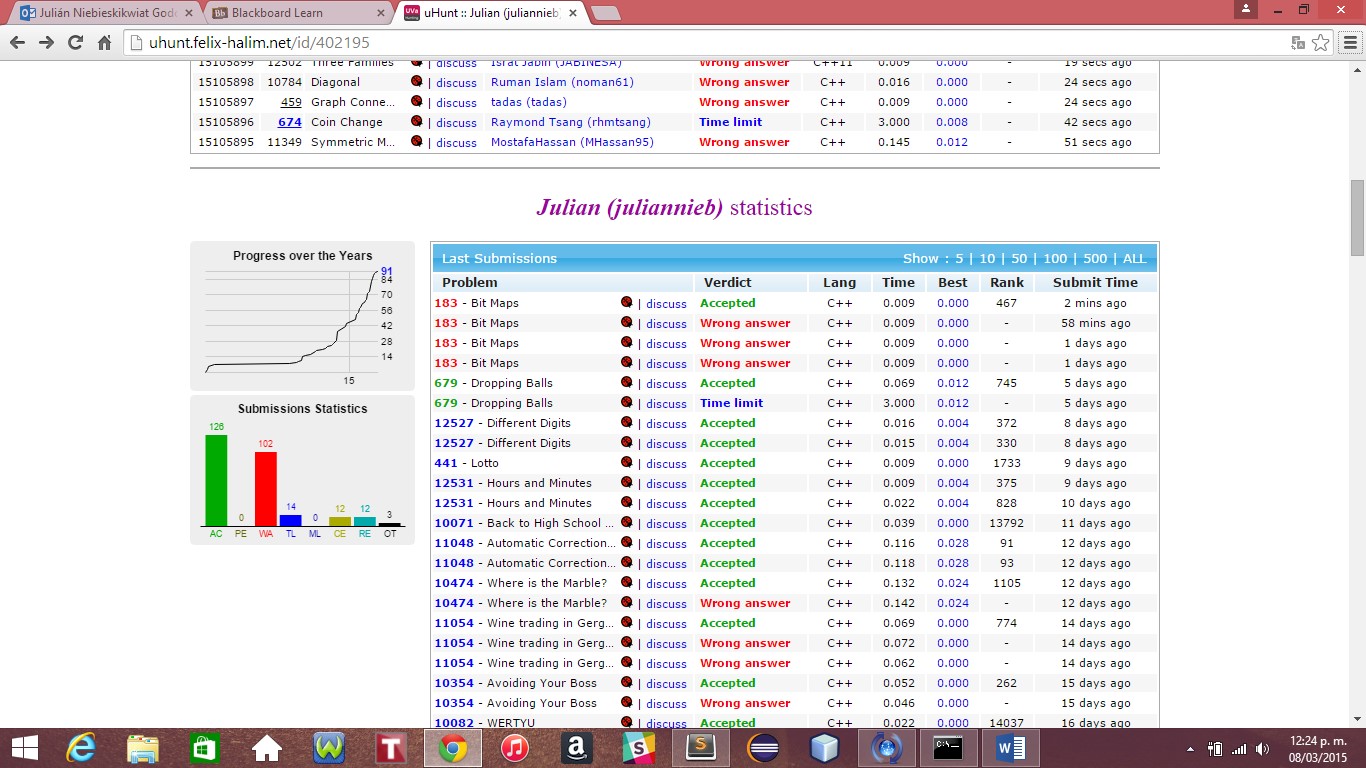 Julián Niebieskikwiat Godo
Blackboard Learn
uHunt :: Julian (juliannieb)
uhunt.felix-halim.net/id/402195
15105899 12502 Three Families | discuss Israt Jabin (JABINESA) Wrong answer C++11 0.009 0.000 - 19 secs ago
15105898 10784 Diagonal | discuss Ruman Islam (noman61) Wrong answer C++ 0.016 0.000 - 24 secs ago
15105897 459 Graph Conne... | discuss tadas (tadas) Wrong answer C++ 0.009 0.000 - 24 secs ago
15105896 674 Coin Change | discuss Raymond Tsang (rhmtsang) Time limit C++ 3.000 0.008 - 42 secs ago
15105895 11349 Symmetric M... | discuss MostafaHassan (MHassan95) Wrong answer C++ 0.145 0.012 - 51 secs ago
Julian (juliannieb) statistics
Progress over the Years
91
84
70
56
42
28
14
15
Submissions Statistics
126 0 102 14 0 12 12 3
AC PE WA TL ML CE RE OT
Last Submissions Show : 5 | 10 | 50 | 100 | 500 | ALL
Problem Verdict Lang Time Best Rank Submit Time
183 - Bit Maps | discuss Accepted C++ 0.009 0.000 467 2 mins ago
183 - Bit Maps | discuss Wrong answer C++ 0.009 0.000 - 58 mins ago
183 - Bit Maps | discuss Wrong answer C++ 0.009 0.000 - 1 days ago
183 - Bit Maps | discuss Wrong answer C++ 0.009 0.000 - 1 days ago
679 - Dropping Balls | discuss Accepted C++ 0.069 0.012 745 5 days ago
679 - Dropping Balls | discuss Time limit C++ 3.000 0.012 - 5 days ago
12527 - Different Digits | discuss Accepted C++ 0.016 0.004 372 8 days ago
12527 - Different Digits | discuss Accepted C++ 0.015 0.004 330 8 days ago
441 - Lotto | discuss Accepted C++ 0.009 0.000 1733 9 days ago
12531 - Hours and Minutes | discuss Accepted C++ 0.009 0.004 375 9 days ago
12531 - Hours and Minutes | discuss Accepted C++ 0.022 0.004 828 10 days ago
10071 - Back to High School ... | discuss Accepted C++ 0.039 0.000 13792 11 days ago
11048 - Automatic Correction... | discuss Accepted C++ 0.116 0.028 91 12 days ago
11048 - Automatic Correction... | discuss Accepted C++ 0.118 0.028 93 12 days ago
10474 - Where is the Marble? | discuss Accepted C++ 0.132 0.024 1105 12 days ago
10474 - Where is the Marble? | discuss Wrong answer C++ 0.142 0.024 - 12 days ago
11054 - Wine trading in Gerg... | discuss Accepted C++ 0.069 0.000 774 14 days ago
11054 - Wine trading in Gerg... | discuss Wrong answer C++ 0.072 0.000 - 14 days ago
11054 - Wine trading in Gerg... | discuss Wrong answer C++ 0.062 0.000 - 14 days ago
10354 - Avoiding Your Boss | discuss Accepted C++ 0.052 0.000 262 15 days ago
10354 - Avoiding Your Boss | discuss Wrong answer C++ 0.046 0.000 - 15 days ago
10082 - WERTYU | discuss Accepted C++ 0.022 0.000 14037 16 days ago
12:24 p. m.
08/03/2015